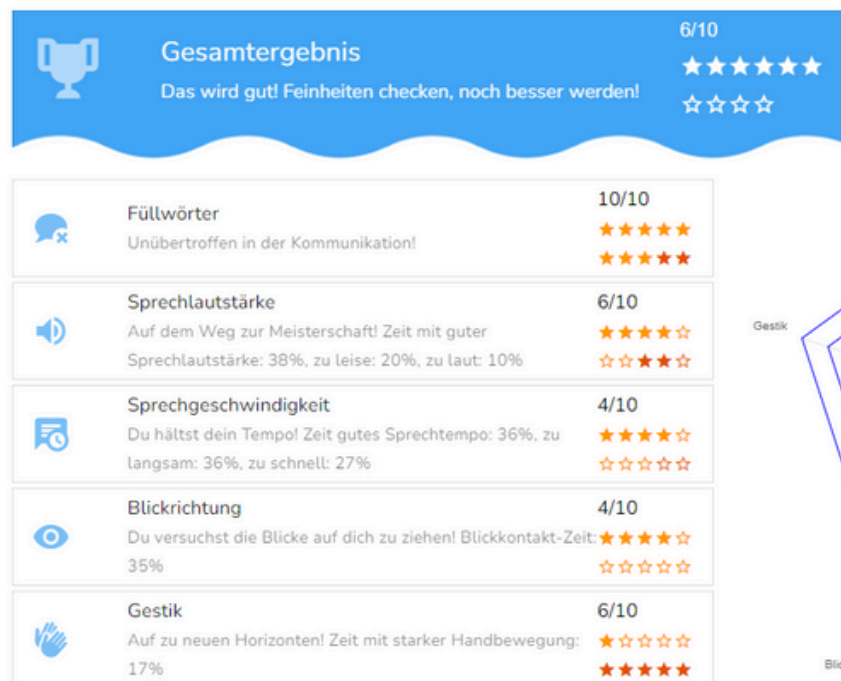 Gesamtergebnis
Das wird gut! Feinheiten checken, noch besser werden!
6/10
Füllwörter
Unübertroffen in der Kommunikation!
10/10
Sprechlautstärke
Auf dem Weg zur Meisterschaft! Zeit mit guter
Sprechlautstärke: 38%, zu leise: 20%, zu laut: 10%
6/10
Sprechgeschwindigkeit
Du hältst dein Tempo! Zeit gutes Sprechtempo: 36%, zu
langsam: 36%, zu schnell: 27%
4/10
Blickrichtung
Du versuchst die Blicke auf dich zu ziehen! Blickkontakt-Zeit:
35%
4/10
Gestik
Auf zu neuen Horizonten! Zeit mit starker Handbewegung:
17%
6/10
Gestik